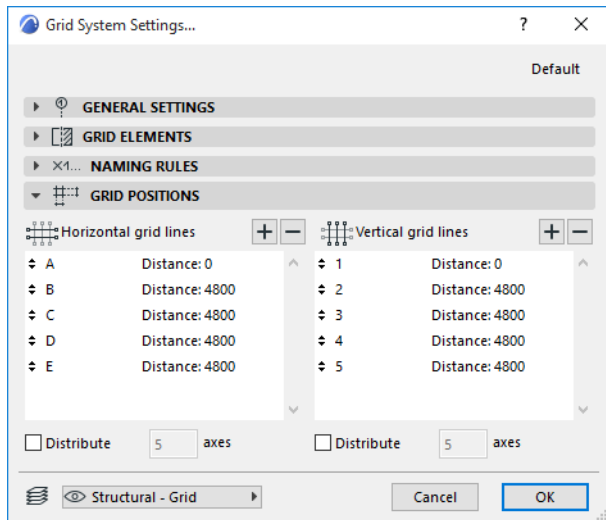 Grid System Settings...
?
Default
GENERAL SETTINGS
GRID ELEMENTS
X1... NAMING RULES
GRID POSITIONS
Horizontal grid lines
Vertical grid lines
A Distance: 0
B Distance: 4800
C Distance: 4800
D Distance: 4800
E Distance: 4800
1 Distance: 0
2 Distance: 4800
3 Distance: 4800
4 Distance: 4800
5 Distance: 4800
Distribute 5 axes
Distribute 5 axes
Structural - Grid
Cancel
OK